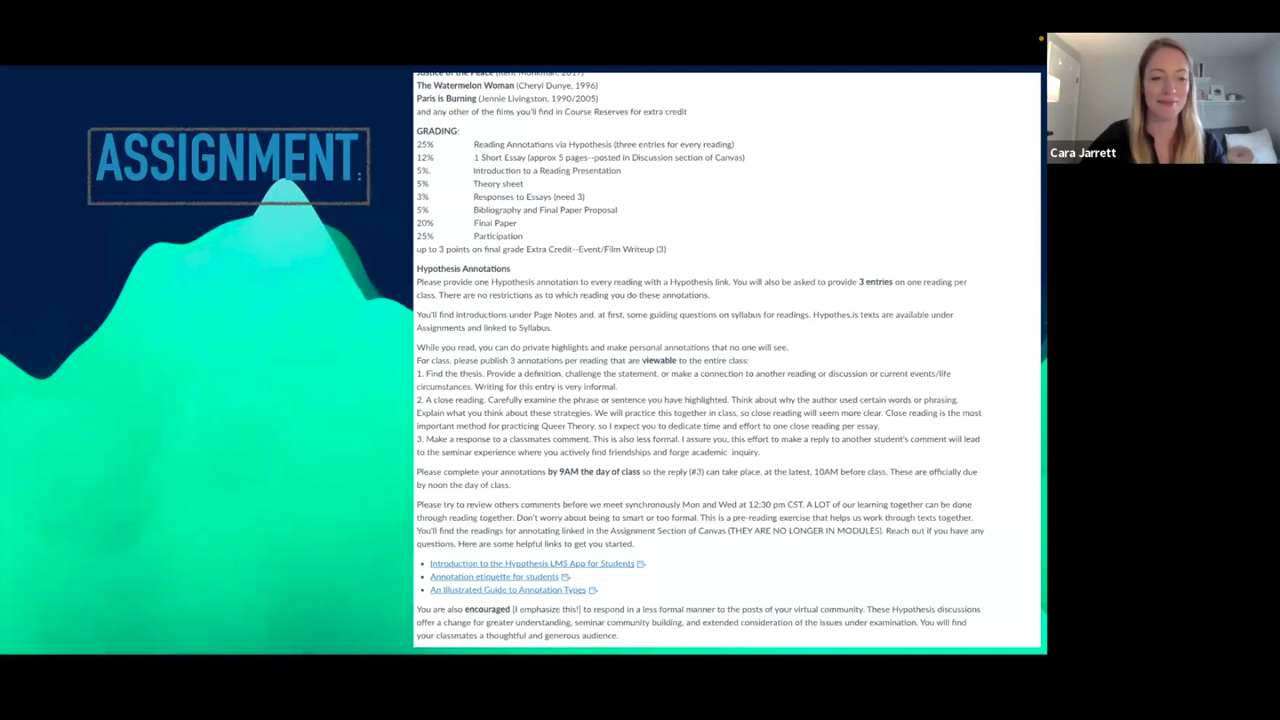 ASSIGNMENT:
Justice of the Peace (Kent Monkman, 2017)
The Watermelon Woman (Cheryl Dunye, 1996)
Paris is Burning (Jennie Livingston, 1990/2005)
and any other of the films you'll find in Course Reserves for extra credit
GRADING:
25% Reading Annotations via Hypothesis (three entries for every reading)
12% 1 Short Essay (approx 5 pages--posted in Discussion section of Canvas)
5%. Introduction to a Reading Presentation
5% Theory sheet
3% Responses to Essays (need 3)
5% Bibliography and Final Paper Proposal
20% Final Paper
25% Participation
up to 3 points on final grade Extra Credit--Event/Film Writeup (3)
Hypothesis Annotations
Please provide one Hypothesis annotation to every reading with a Hypothesis link. You will also be asked to provide 3 entries on one reading per
class. There are no restrictions as to which reading you do these annotations.
You'll find introductions under Page Notes and, at first, some guiding questions on syllabus for readings. Hypothes.is texts are available under
Assignments and linked to Syllabus.
While you read, you can do private highlights and make personal annotations that no one will see.
For class, please publish 3 annotations per reading that are viewable to the entire class:
1. Find the thesis. Provide a definition, challenge the statement, or make a connection to another reading or discussion or current events/life
circumstances. Writing for this entry is very informal.
2. A close reading. Carefully examine the phrase or sentence you have highlighted. Think about why the author used certain words or phrasing.
Explain what you think about these strategies. We will practice this together in class, so close reading will seem more clear. Close reading is the most
important method for practicing Queer Theory, so I expect you to dedicate time and effort to one close reading per essay.
3. Make a response to a classmates comment. This is also less formal. I assure you, this effort to make a reply to another student's comment will lead
to the seminar experience where you actively find friendships and forge academic inquiry.
Please complete your annotations by 9AM the day of class so the reply (#3) can take place, at the latest, 10AM before class. These are officially due
by noon the day of class.
Please try to review others comments before we meet synchronously Mon and Wed at 12:30 pm CST. A LOT of our learning together can be done
through reading together. Don't worry about being to smart or too formal. This is a pre-reading exercise that helps us work through texts together.
You'll find the readings for annotating linked in the Assignment Section of Canvas (THEY ARE NO LONGER IN MODULES). Reach out if you have any
questions. Here are some helpful links to get you started.
• Introduction to the Hypothesis LMS App for Students
• Annotation etiquette for students
• An Illustrated Guide to Annotation Types
You are also encouraged [I emphasize this!] to respond in a less formal manner to the posts of your virtual community. These Hypothesis discussions
offer a change for greater understanding, seminar community building, and extended consideration of the issues under examination. You will find
your classmates a thoughtful and generous audience.
Cara Jarrett